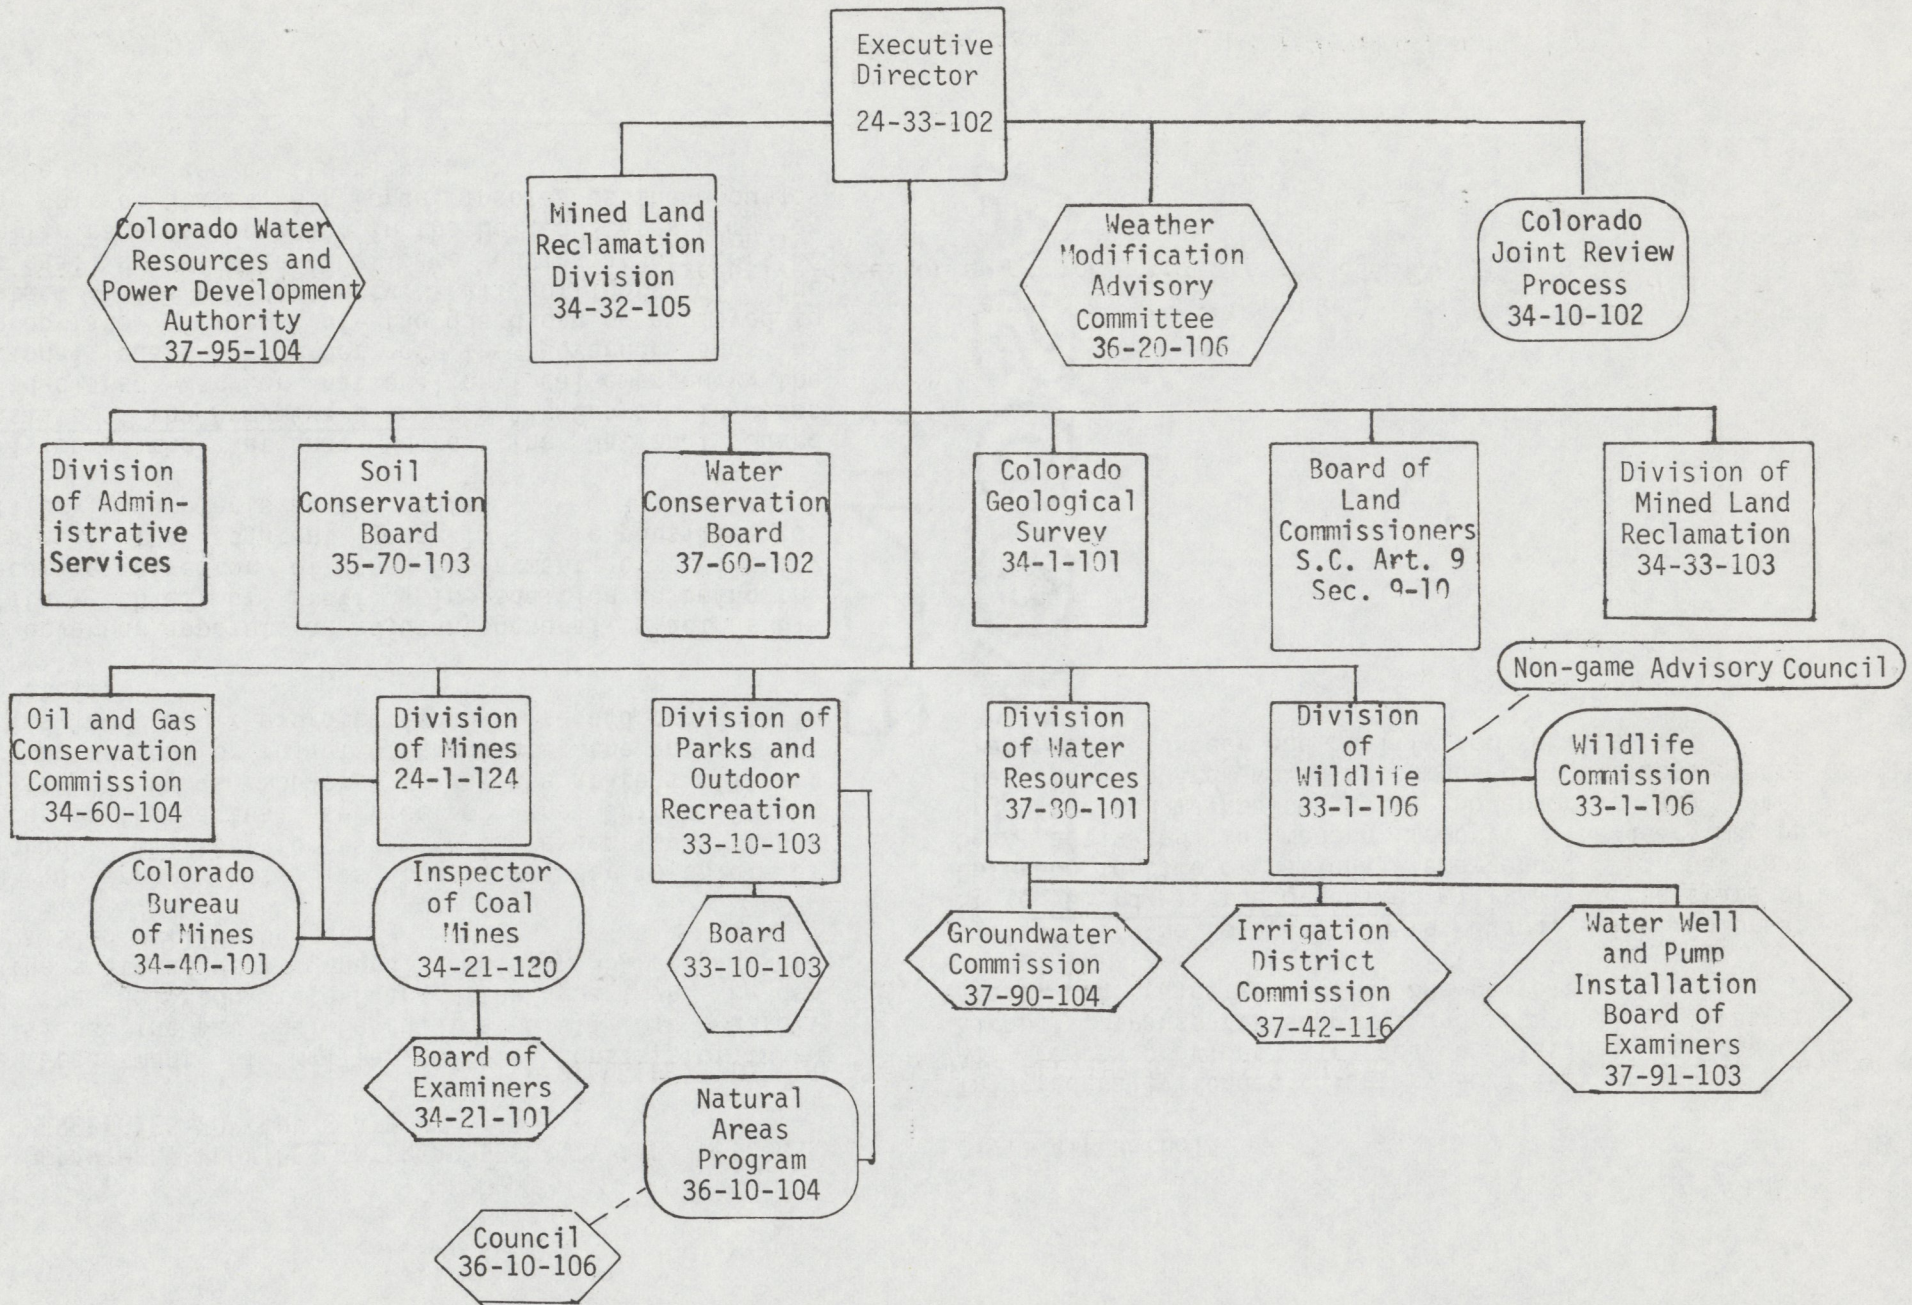 Executive
Director
24-33-102
Colorado Water
Resources and
Power Development
Authority
37-95-104
Mined Land
Reclamation
Division
34-32-105
Weather
Modification
Advisory
Committee
36-20-106
Colorado
Joint Review
Process
34-10-102
Division
of Admin-
istrative
Services
Soil
Conservation
Board
35-70-103
Water
Conservation
Board
37-60-102
Colorado
Geological
Survey
34-1-101
Board of
Land
Commissioners
S.C. Art. 9
Sec. 9-10
Division of
Mined Land
Reclamation
34-33-103
Oil and Gas
Conservation
Commission
34-60-104
Division
of Mines
24-1-124
Division of
Parks and
Outdoor
Recreation
33-10-103
Division
of Water
Resources
37-80-101
Division
of
Wildlife
33-1-106
Non-game Advisory Council
Wildlife
Commission
33-1-106
Colorado
Bureau
of Mines
34-40-101
Inspector
of Coal
Mines
34-21-120
Board of
Examiners
34-21-101
Board
33-10-103
Natural
Areas
Program
36-10-104
Council
36-10-106
Groundwater
Commission
37-90-104
Irrigation
District
Commission
37-42-116
Water Well
and Pump
Installation
Board of
Examiners
37-91-103